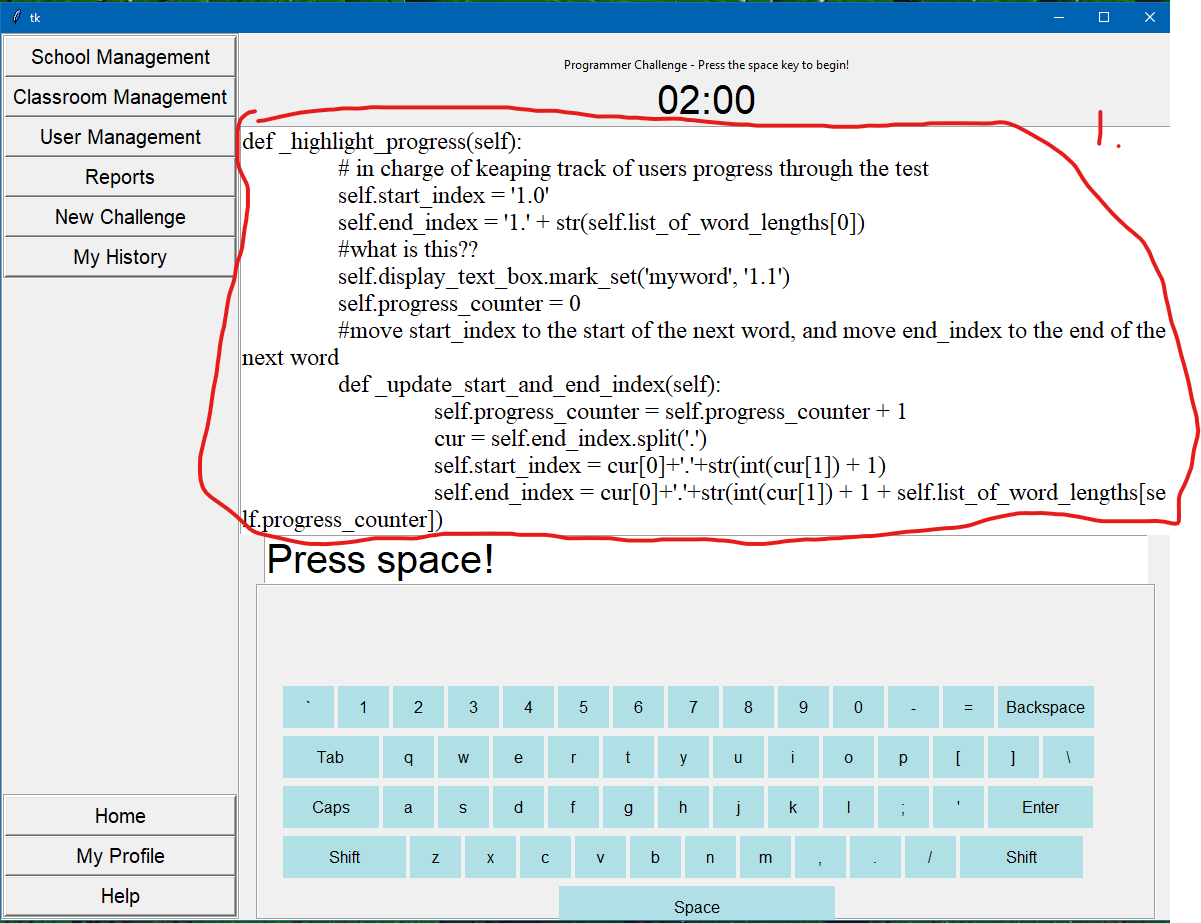 tk
School Management
Classroom Management
User Management
Reports
New Challenge
My History
Programmer Challenge - Press the space key to begin!
02:00
1.
def _highlight_progress(self):
# in charge of keaping track of users progress through the test
self.start_index = '1.0'
self.end_index = '1.' + str(self.list_of_word_lengths[0])
#what is this??
self.display_text_box.mark_set('myword', '1.1')
self.progress_counter = 0
#move start_index to the start of the next word, and move end_index to the end of the
next word
def _update_start_and_end_index(self):
self.progress_counter = self.progress_counter + 1
cur = self.end_index.split('.')
self.start_index = cur[0]+'.'+str(int(cur[1]) + 1)
self.end_index = cur[0]+'.'+str(int(cur[1]) + 1 + self.list_of_word_lengths[se
lf.progress_counter])
Press space!
` 1 2 3 4 5 6 7 8 9 0 - = Backspace
Tab q w e r t y u i o p [ ] \
Caps a s d f g h j k l ; ' Enter
Shift z x c v b n m , . / Shift
Space
Home
My Profile
Help